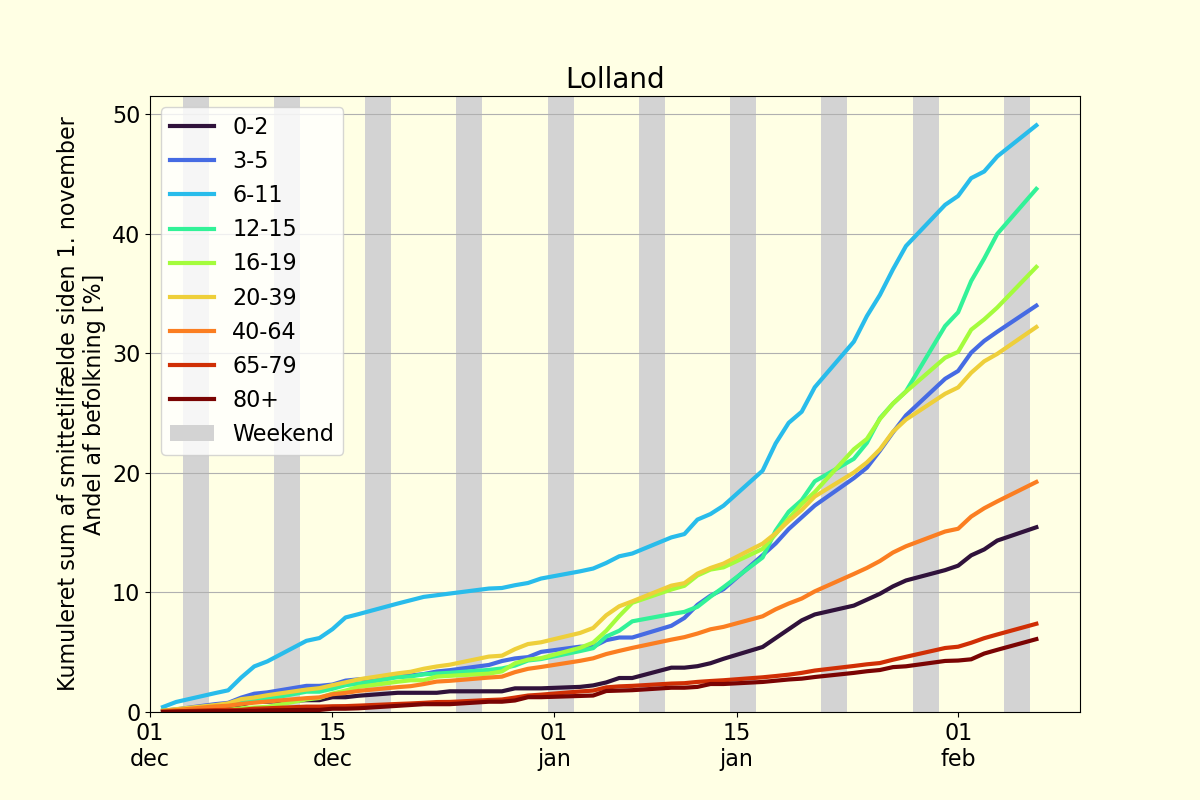 Lolland
Kumuleret sum af smittetilfælde siden 1. november
Andel af befolkning [%]
50
40
30
20
10
0
0-2
3-5
6-11
12-15
16-19
20-39
40-64
65-79
80+
Weekend
01 15 01 15 01
dec dec jan jan feb